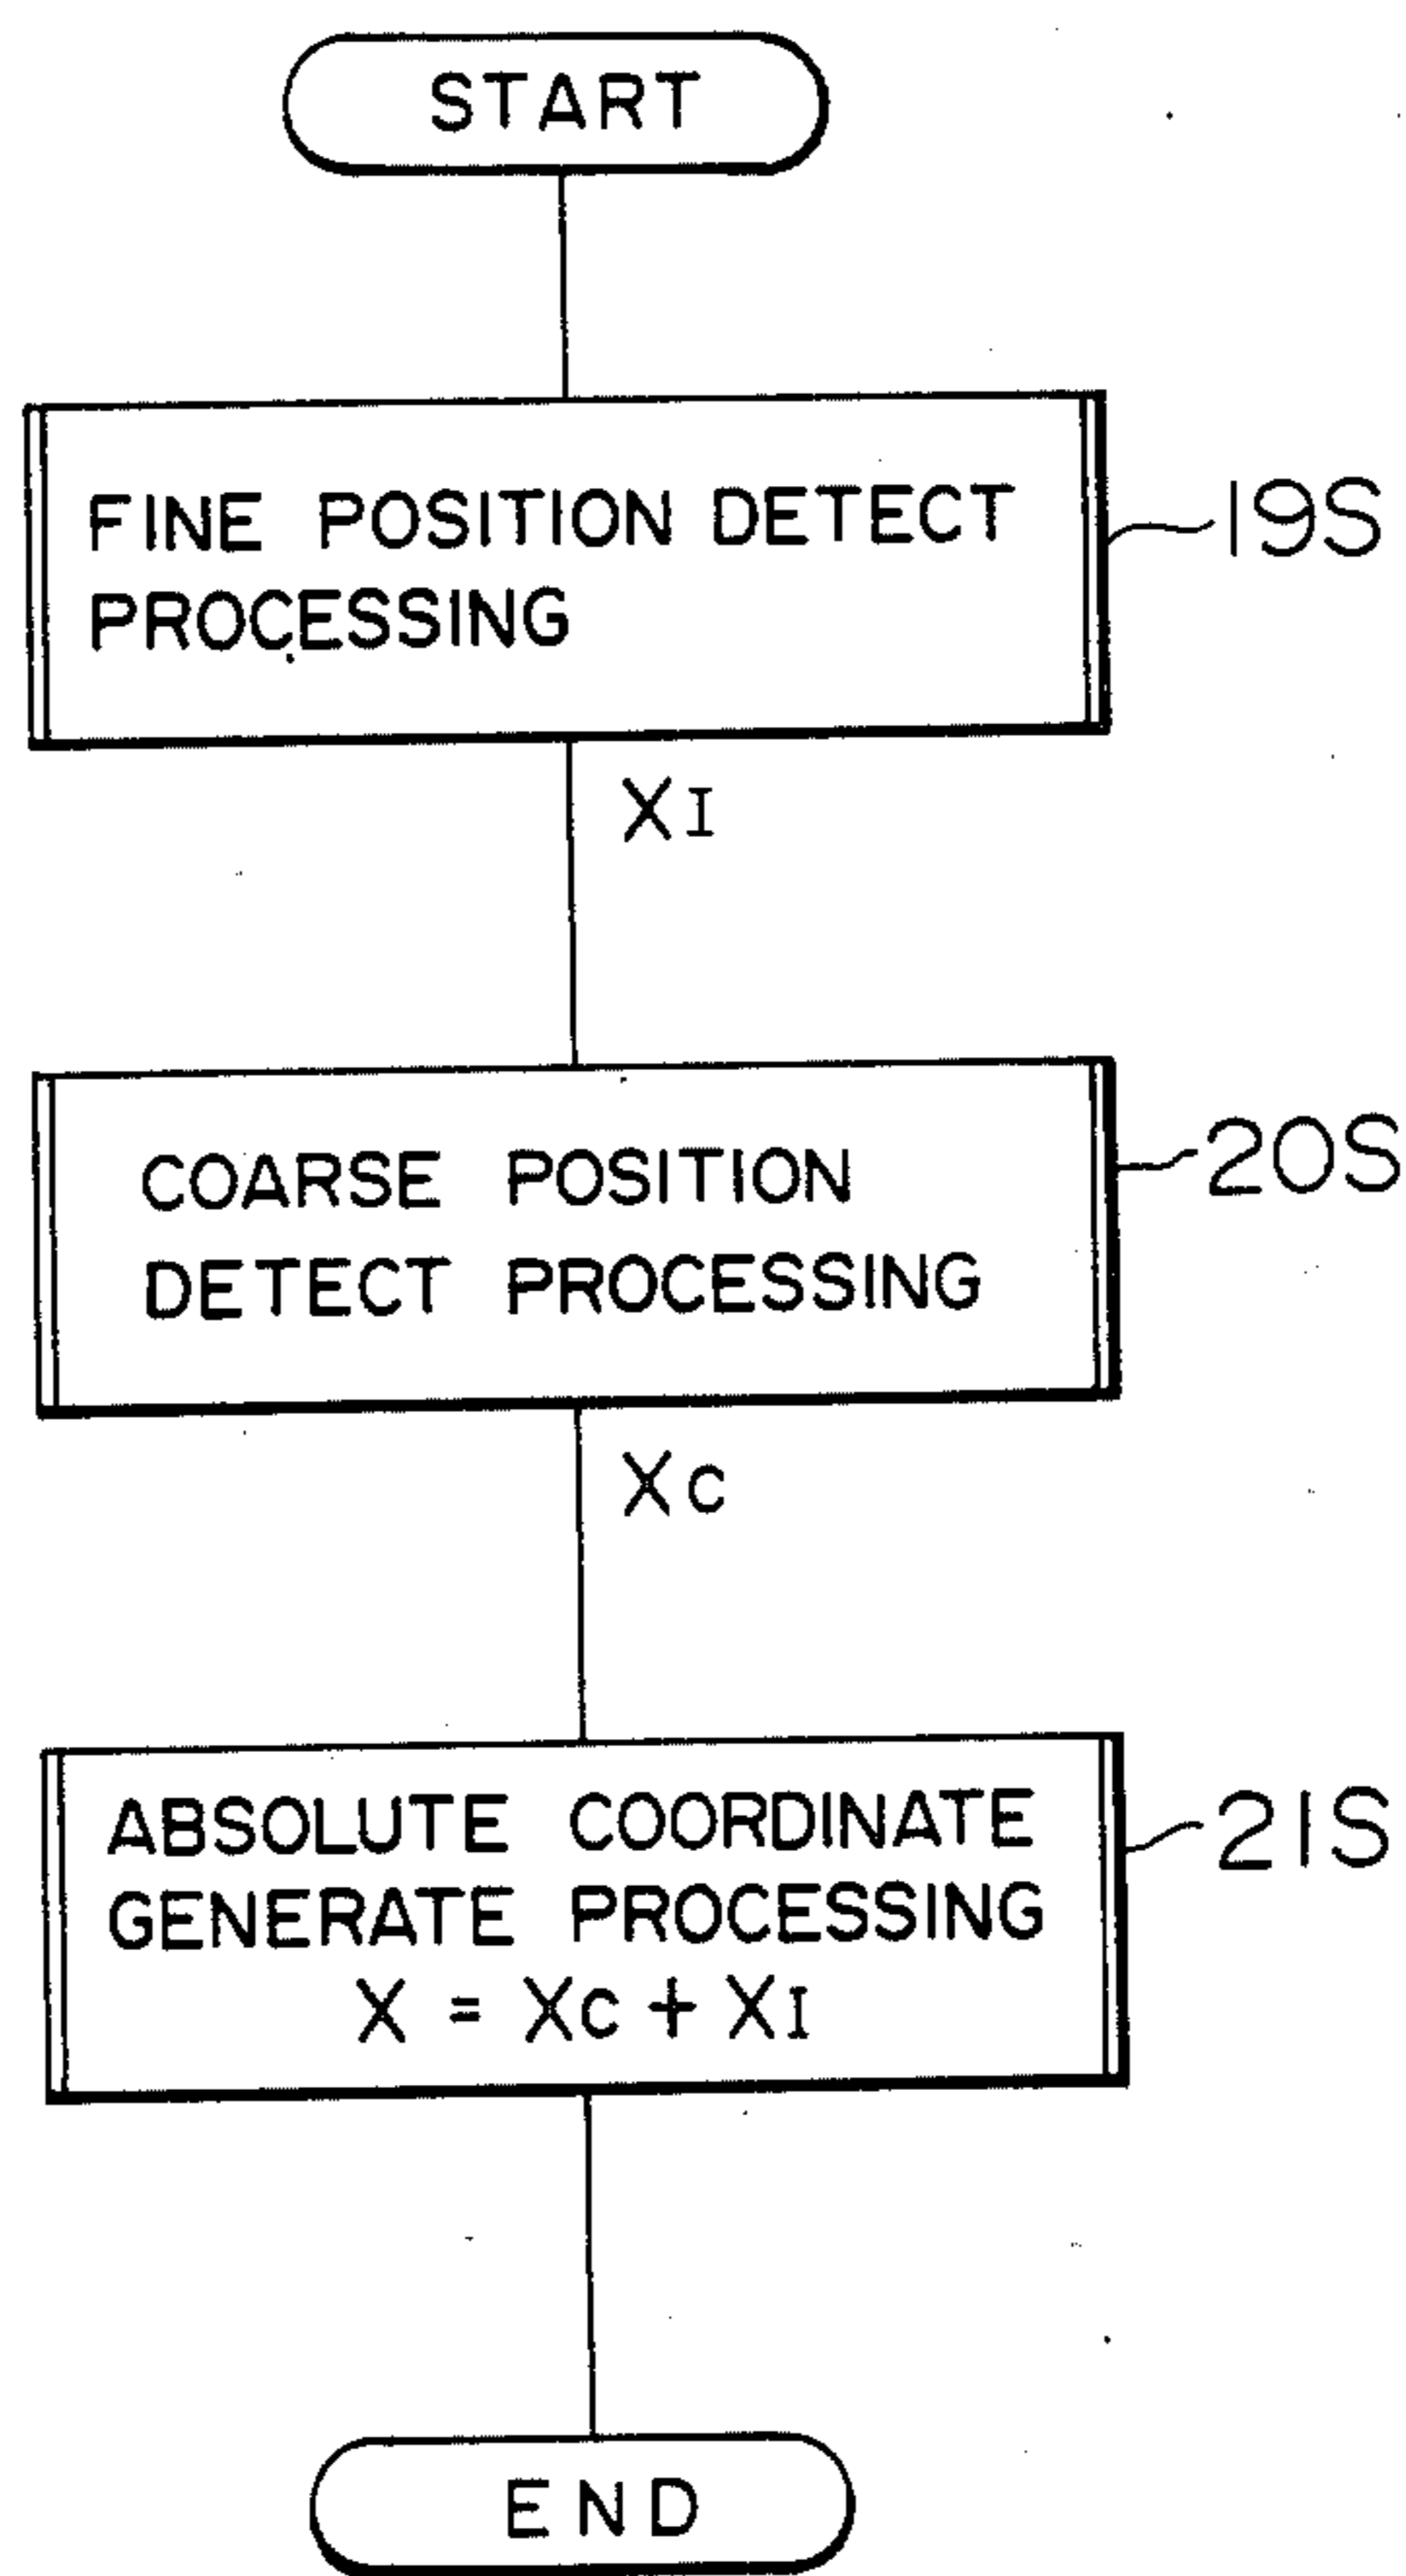 START
FINE POSITION DETECT
PROCESSING
19S
XI
COARSE POSITION
DETECT PROCESSING
20S
XC
ABSOLUTE COORDINATE
GENERATE PROCESSING
X = XC + XI
21S
END